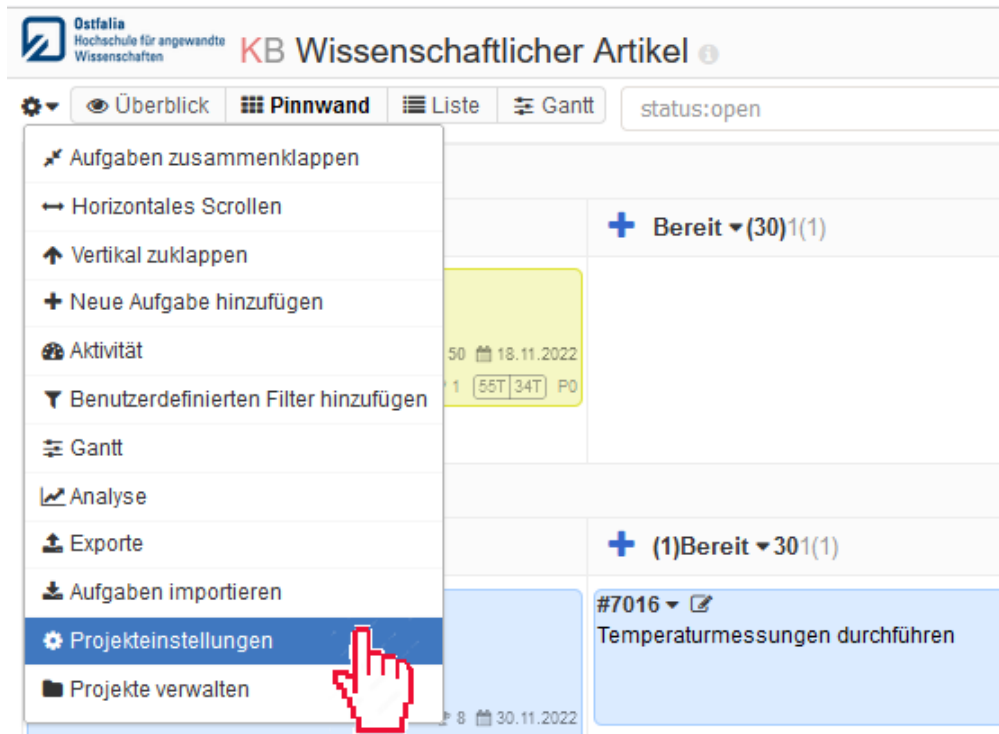 Ostfalia
Hochschule für angewandte
Wissenschaften
KB Wissenschaftlicher Artikel
Überblick Pinnwand Liste Gantt status:open
Aufgaben zusammenklappen
Horizontales Scrollen
Vertikal zuklappen
Neue Aufgabe hinzufügen
Aktivität
Benutzerdefinierten Filter hinzufügen
Gantt
Analyse
Exporte
Aufgaben importieren
Projekteinstellungen
Projekte verwalten
Bereit (30)1(1)
50 18.11.2022
1 55T 34T P0
(1)Bereit 301(1)
#7016
Temperaturmessungen durchführen
8 30.11.2022